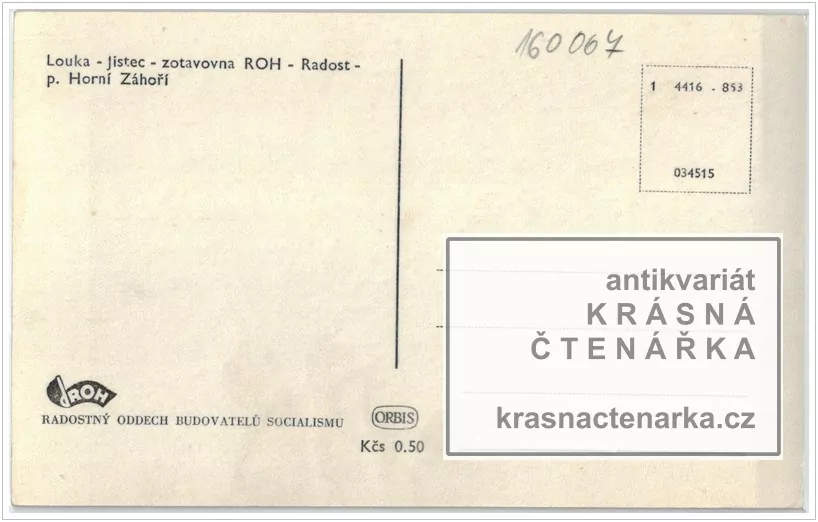 160067
Louka - Jistec - zotavovna ROH - Radost -
p. Horní Záhoří
1 4416 - 853
034515
antikvariát
KRÁSNÁ
ČTENÁŘKA
krasnactenarka.cz
ROH
RADOSTNÝ ODDECH BUDOVATELŮ SOCIALISMU
ORBIS
Kčs 0.50